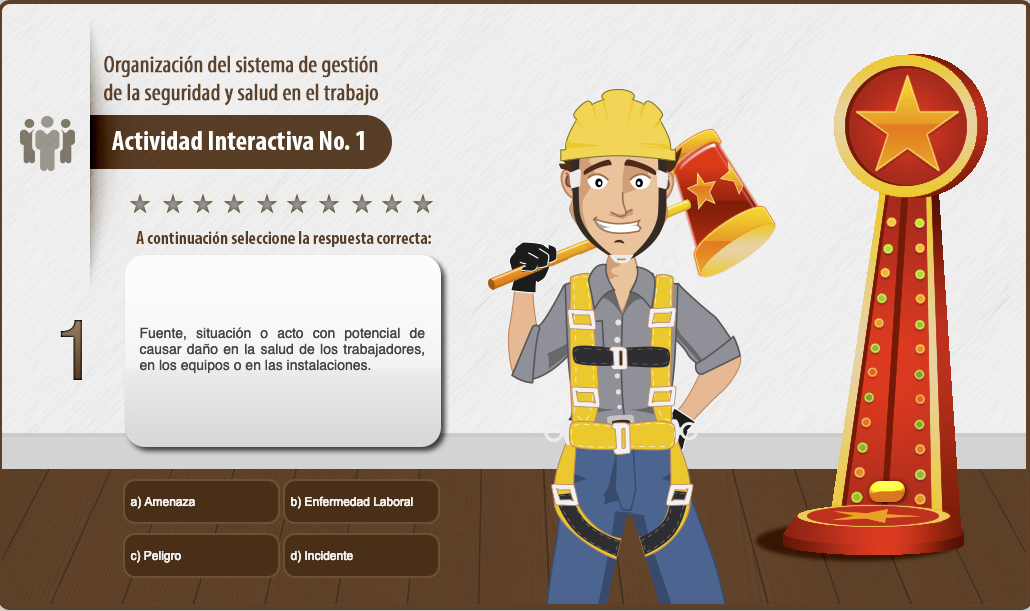 Organización del sistema de gestión
de la seguridad y salud en el trabajo
Actividad Interactiva No. 1
A continuación seleccione la respuesta correcta:
1
Fuente, situación o acto con potencial de
causar daño en la salud de los trabajadores,
en los equipos o en las instalaciones.
a) Amenaza
b) Enfermedad Laboral
c) Peligro
d) Incidente